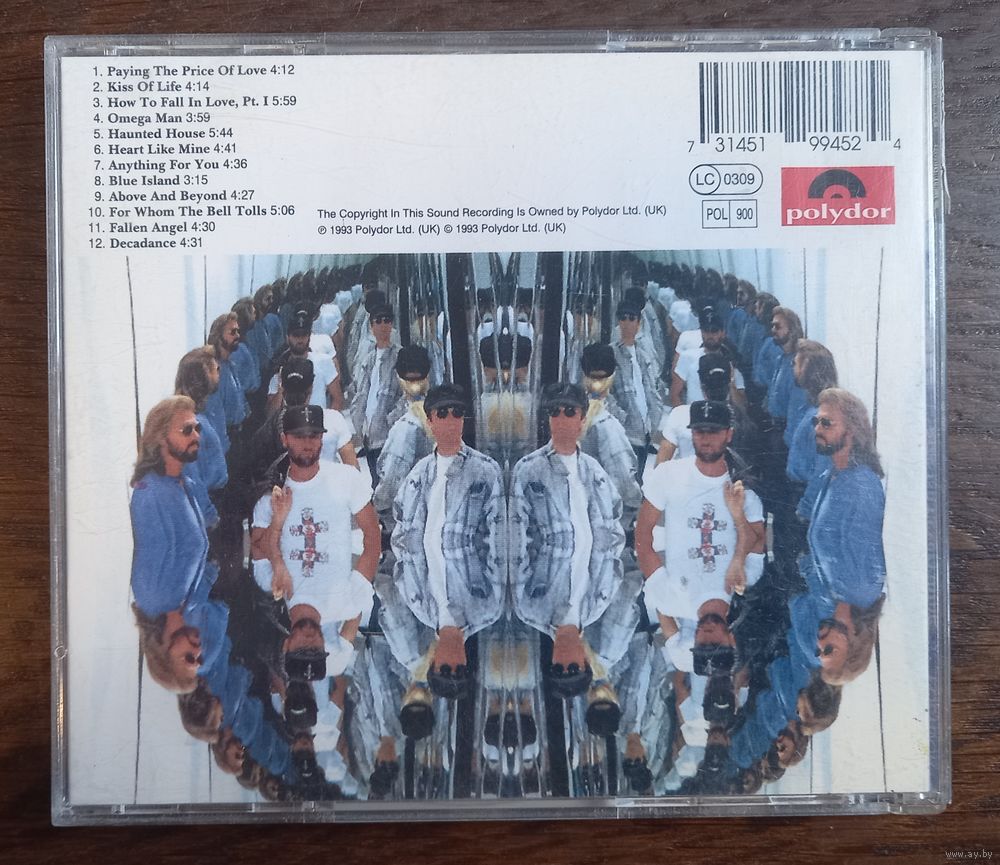 1. Paying The Price Of Love 4:12
2. Kiss Of Life 4:14
3. How To Fall In Love, Pt. I 5:59
4. Omega Man 3:59
5. Haunted House 5:44
6. Heart Like Mine 4:41
7. Anything For You 4:36
8. Blue Island 3:15
9. Above And Beyond 4:27
10. For Whom The Bell Tolls 5:06
11. Fallen Angel 4:30
12. Decadance 4:31
The Copyright In This Sound Recording Is Owned by Polydor Ltd. (UK)
℗ 1993 Polydor Ltd. (UK) © 1993 Polydor Ltd. (UK)
7 31451 99452 4
LC 0309
POL 900
polydor
www.ay.by